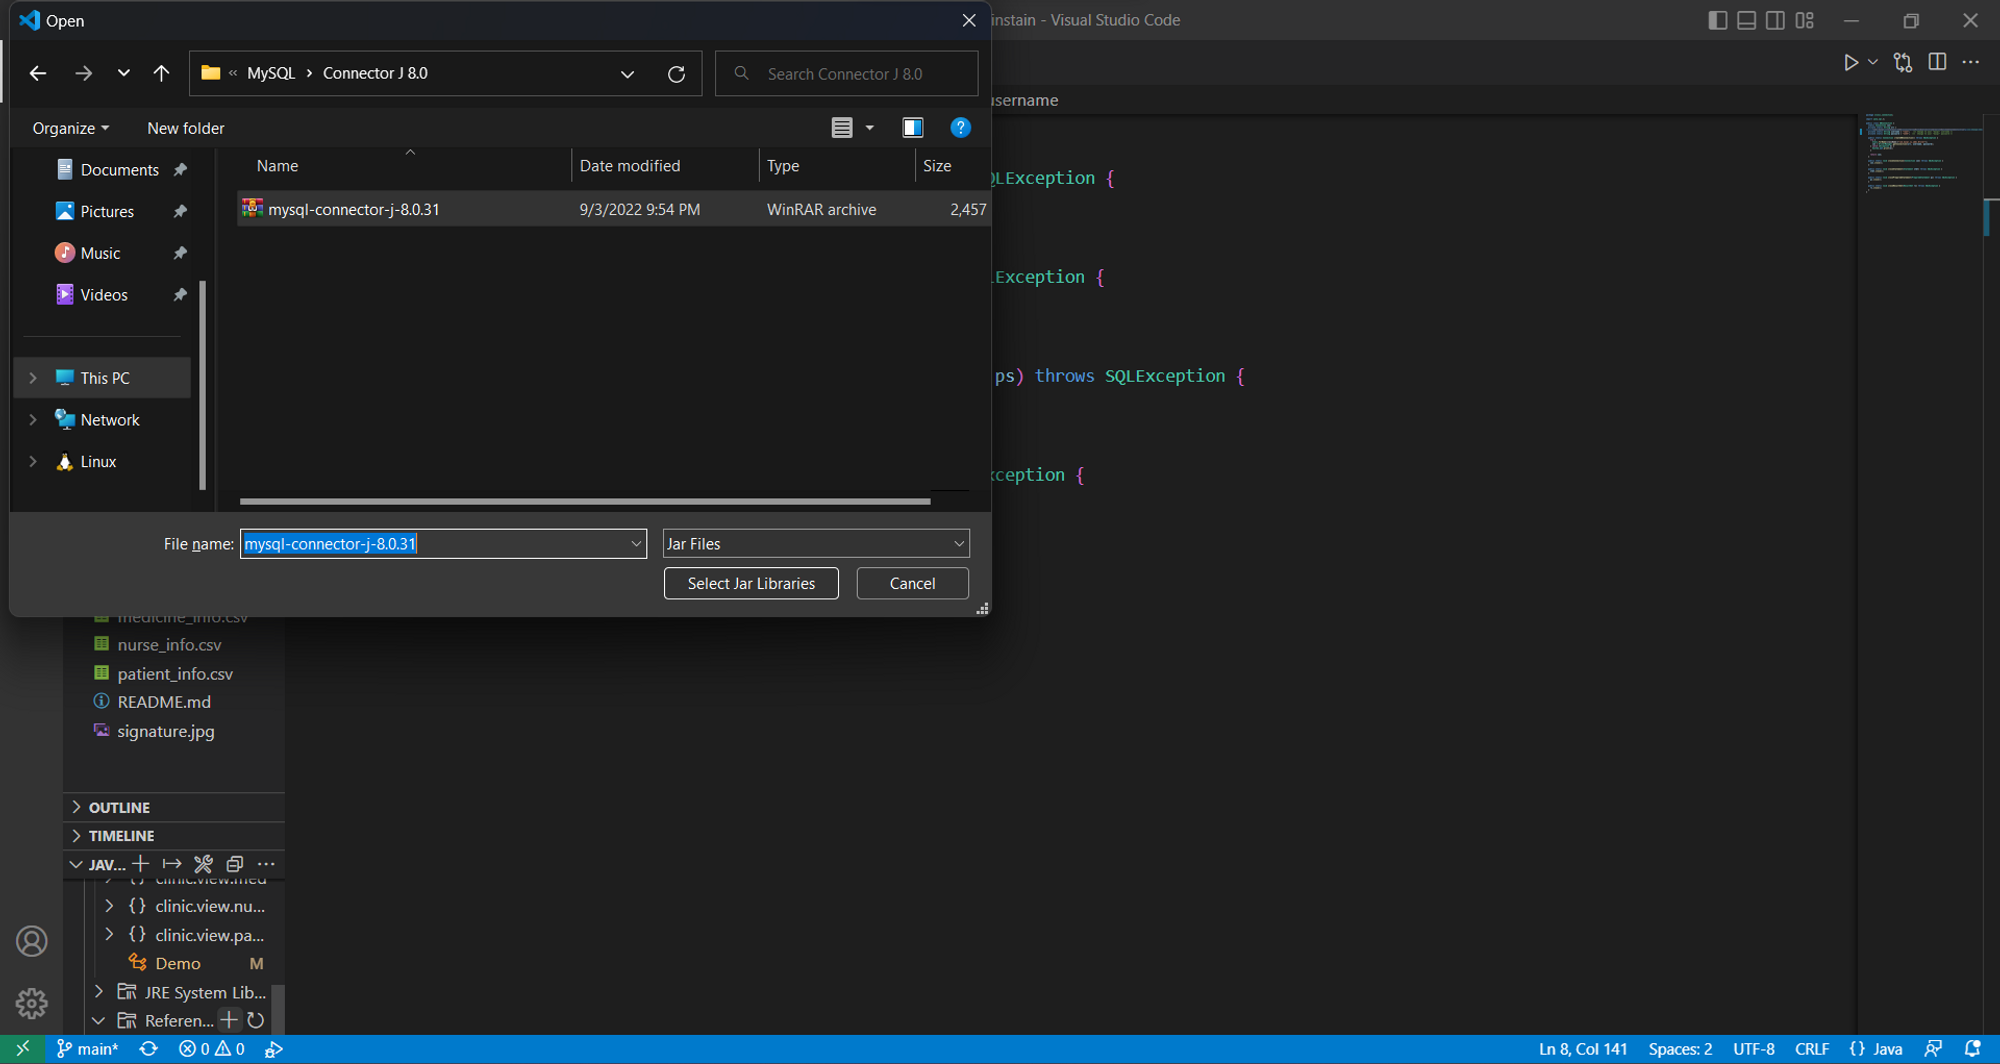 Open
instain - Visual Studio Code
« MySQL › Connector J 8.0
Search Connector J 8.0
Organize
New folder
Name
Date modified
Type
Size
Documents
Pictures
Music
Videos
This PC
Network
Linux
mysql-connector-j-8.0.31
9/3/2022 9:54 PM
WinRAR archive
2,457
File name:
mysql-connector-j-8.0.31
Jar Files
Select Jar Libraries
Cancel
username
SQLException {
LException {
ps) throws SQLException {
xception {
medicine_info.csv
nurse_info.csv
patient_info.csv
README.md
signature.jpg
OUTLINE
TIMELINE
JAV...
{} clinic.view.med
{} clinic.view.nu...
{} clinic.view.pa...
Demo M
JRE System Lib...
Referen...
main*
0
0
Ln 8, Col 141
Spaces: 2
UTF-8
CRLF
{} Java